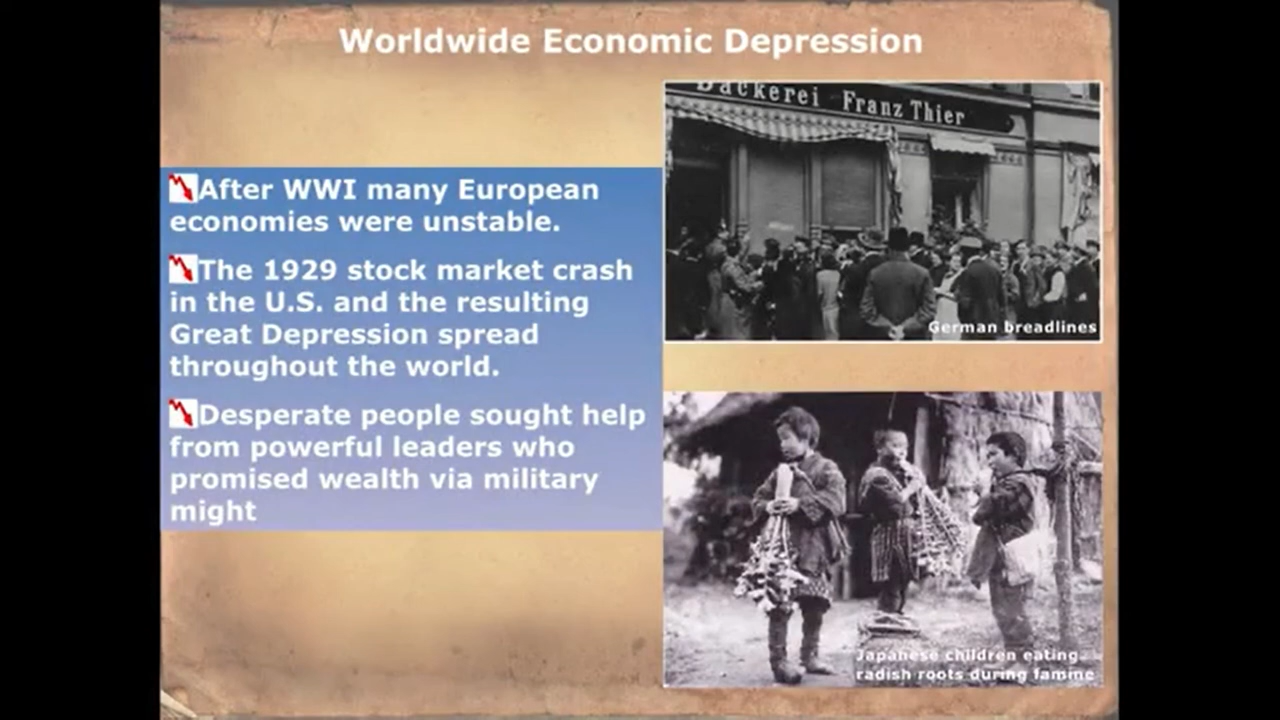 Worldwide Economic Depression
After WWI many European
economies were unstable.
The 1929 stock market crash
in the U.S. and the resulting
Great Depression spread
throughout the world.
Desperate people sought help
from powerful leaders who
promised wealth via military
might
Bäckerei Franz Thier
German breadlines
Japanese children eating
radish roots during famine